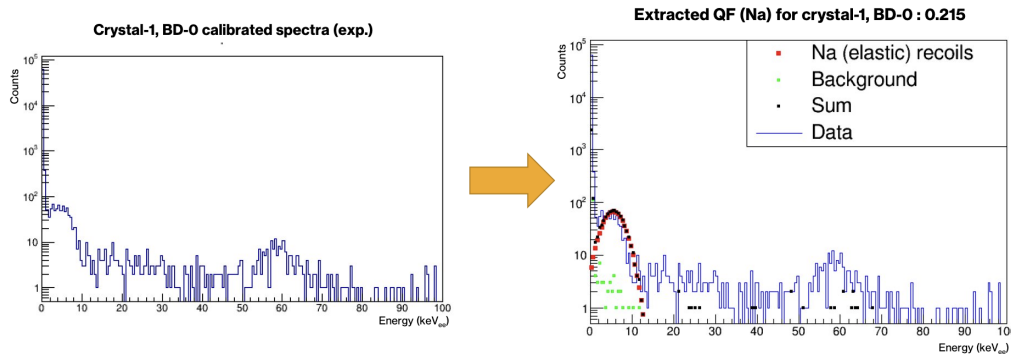 Crystal-1, BD-0 calibrated spectra (exp.)
Counts
10⁵
10⁴
10³
10²
10
1
0 10 20 30 40 50 60 70 80 90 100
Energy (keVₑₑ)
Extracted QF (Na) for crystal-1, BD-0 : 0.215
Counts
10⁵
10⁴
10³
10²
10
1
Na (elastic) recoils
Background
Sum
Data
0 10 20 30 40 50 60 70 80 90 100
Energy (keVₑₑ)